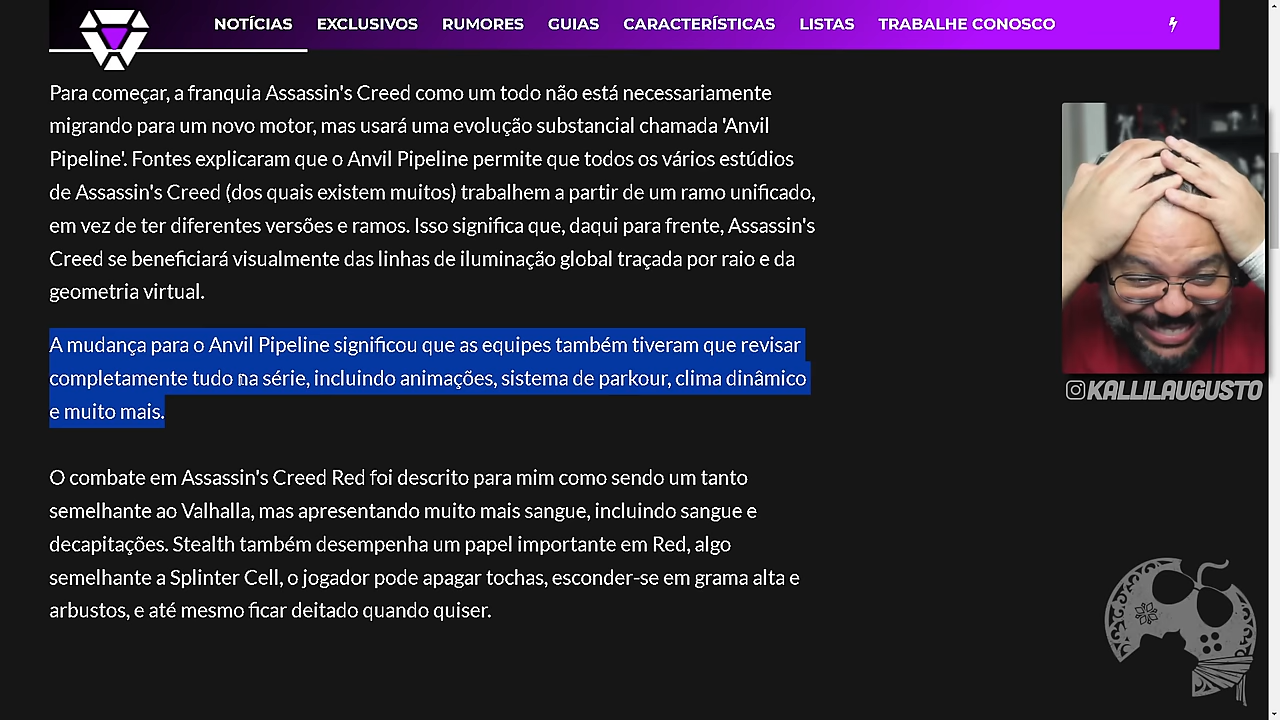 NOTÍCIAS EXCLUSIVOS RUMORES GUIAS CARACTERÍSTICAS LISTAS TRABALHE CONOSCO
Para começar, a franquia Assassin's Creed como um todo não está necessariamente
migrando para um novo motor, mas usará uma evolução substancial chamada 'Anvil
Pipeline'. Fontes explicaram que o Anvil Pipeline permite que todos os vários estúdios
de Assassin's Creed (dos quais existem muitos) trabalhem a partir de um ramo unificado,
em vez de ter diferentes versões e ramos. Isso significa que, daqui para frente, Assassin's
Creed se beneficiará visualmente das linhas de iluminação global traçada por raio e da
geometria virtual.
A mudança para o Anvil Pipeline significou que as equipes também tiveram que revisar
completamente tudo na série, incluindo animações, sistema de parkour, clima dinâmico
e muito mais.
O combate em Assassin's Creed Red foi descrito para mim como sendo um tanto
semelhante ao Valhalla, mas apresentando muito mais sangue, incluindo sangue e
decapitações. Stealth também desempenha um papel importante em Red, algo
semelhante a Splinter Cell, o jogador pode apagar tochas, esconder-se em grama alta e
arbustos, e até mesmo ficar deitado quando quiser.
KALLILAUGUSTO